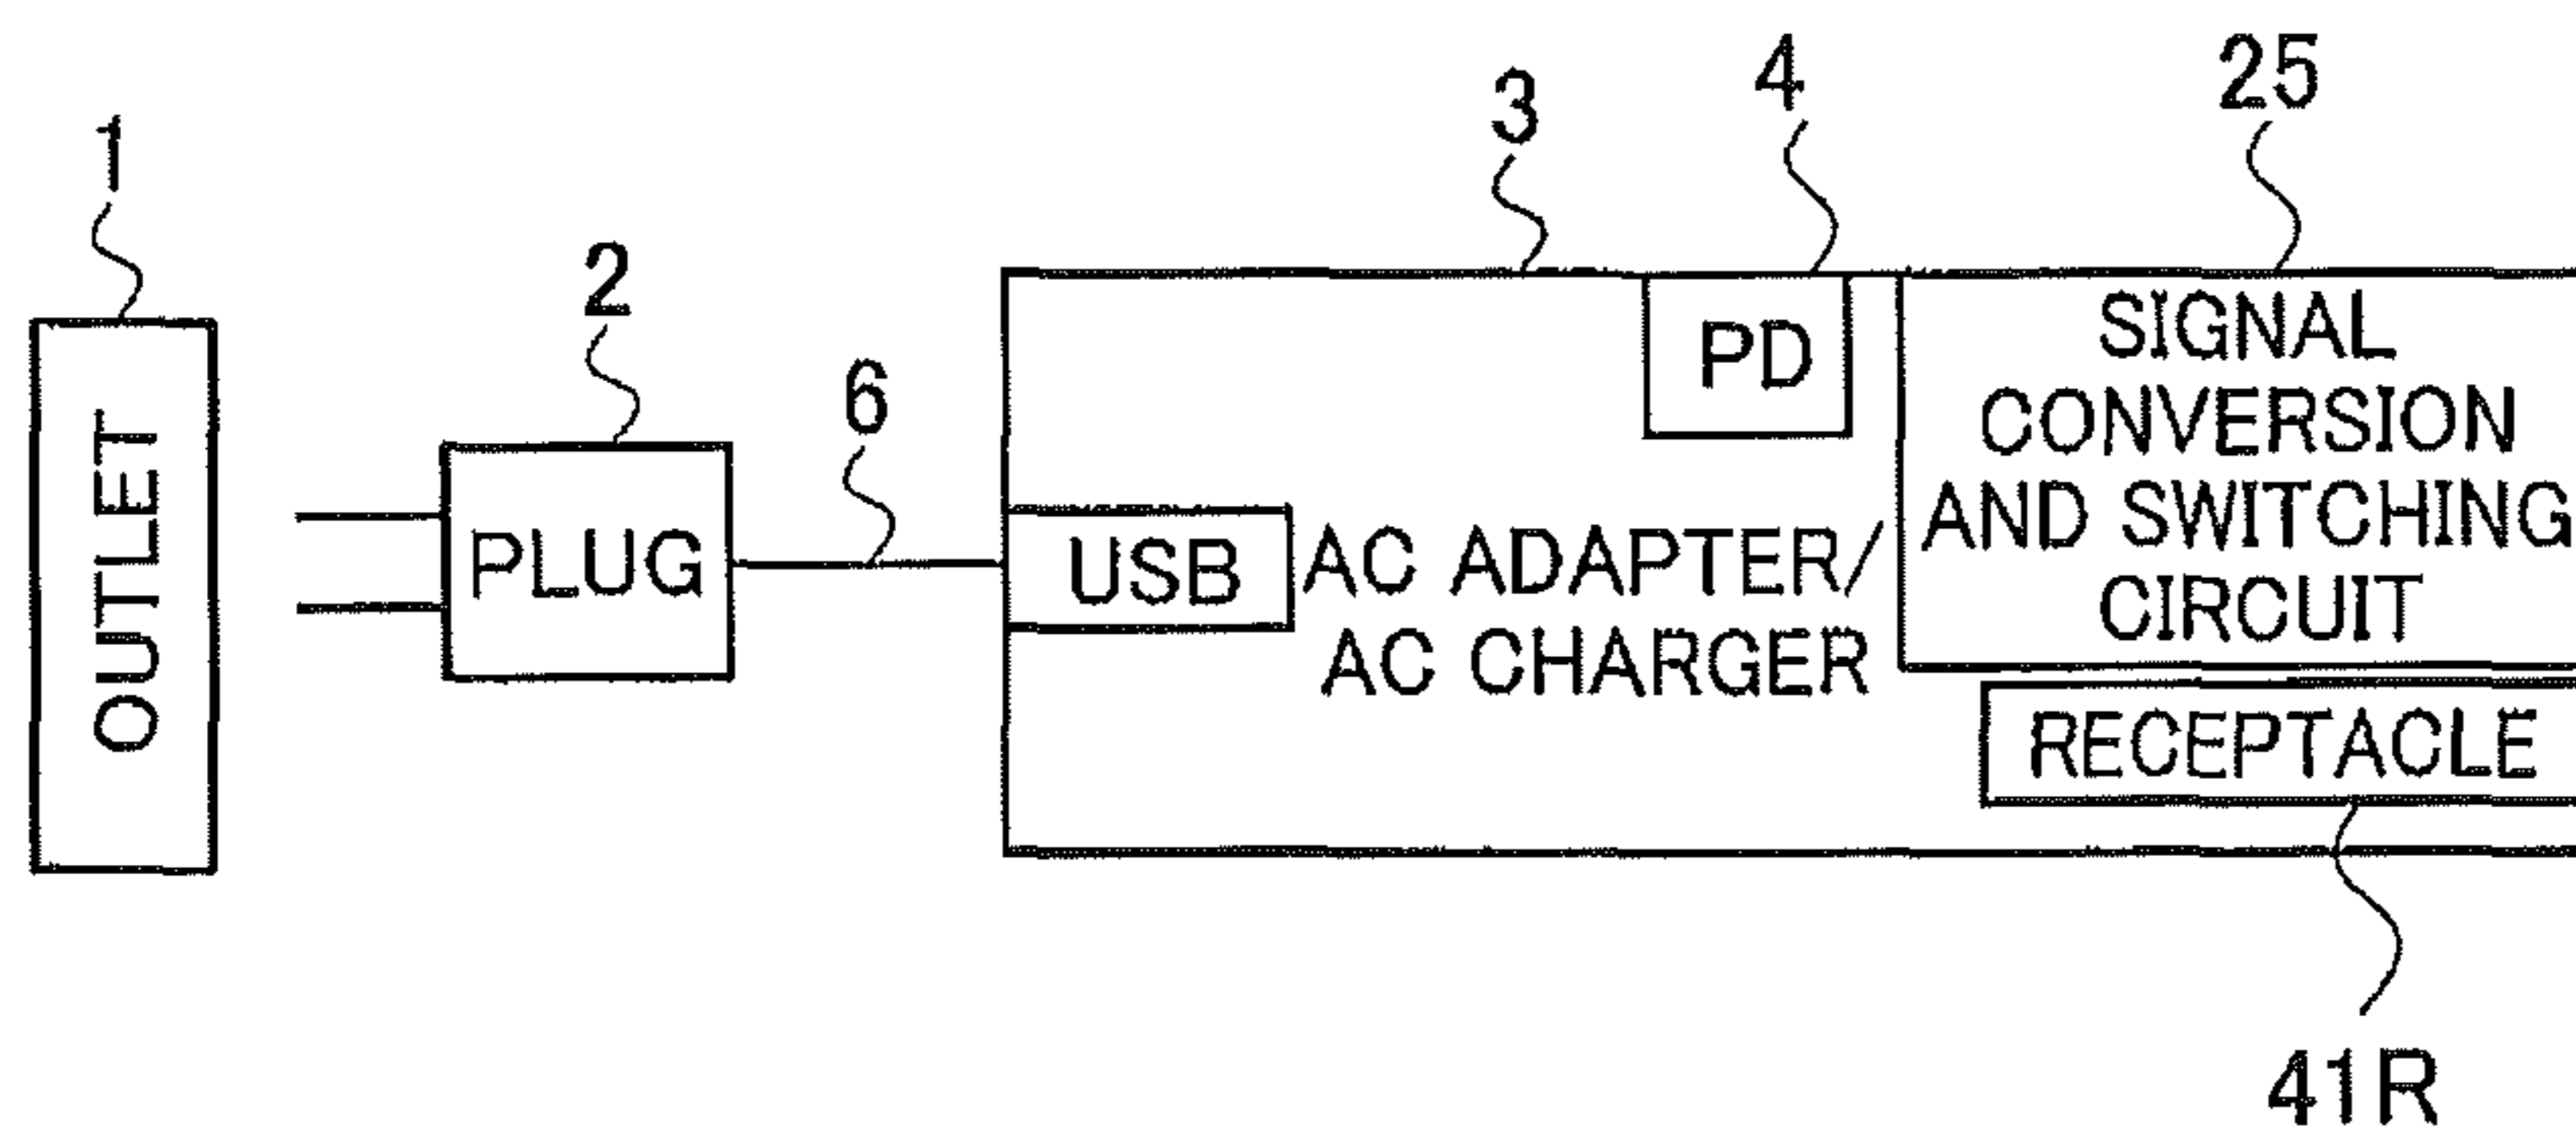 1
2
6
3
4
25
OUTLET
PLUG
USB
PD
AC ADAPTER/
AC CHARGER
SIGNAL
CONVERSION
AND SWITCHING
CIRCUIT
RECEPTACLE
41R